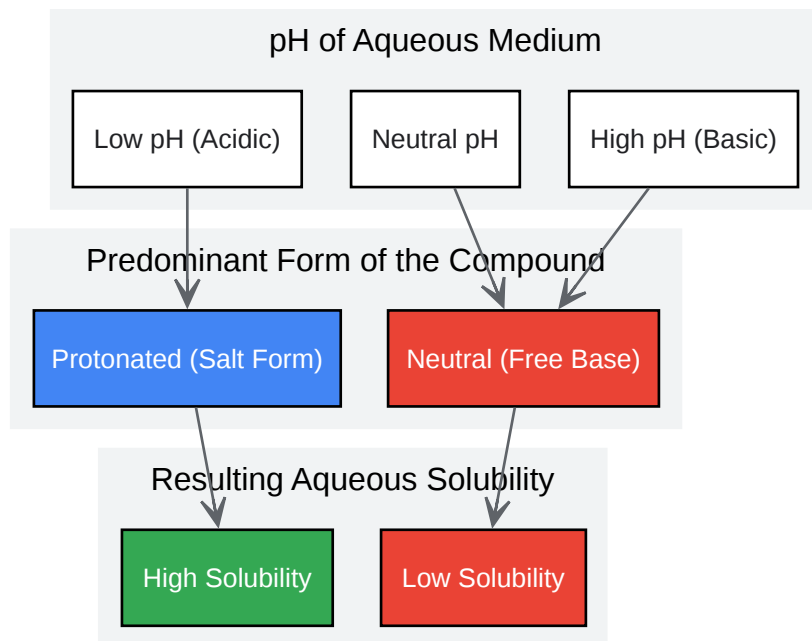 pH of Aqueous Medium
Low pH (Acidic)
Neutral pH
High pH (Basic)
Predominant Form of the Compound
Protonated (Salt Form)
Neutral (Free Base)
Resulting Aqueous Solubility
High Solubility
Low Solubility